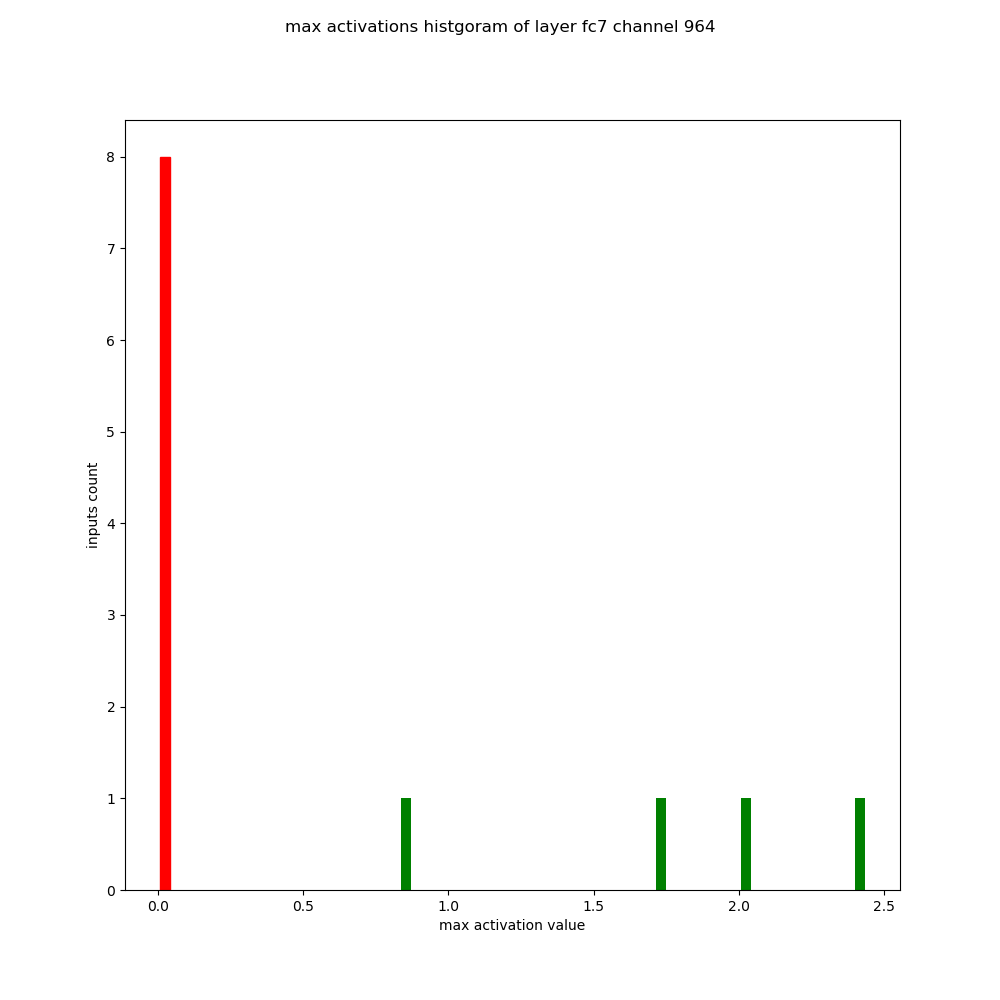 max activations histgoram of layer fc7 channel 964
8
7
6
5
4
3
2
1
0
inputs count
0.0 0.5 1.0 1.5 2.0 2.5
max activation value